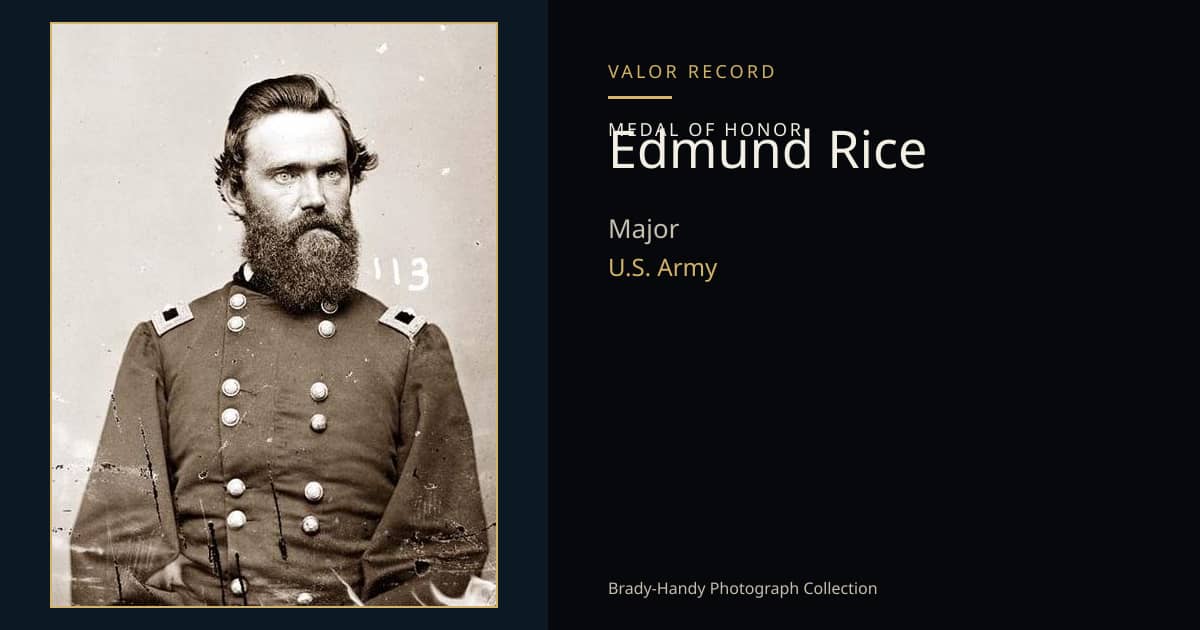 VALOR RECORD
MEDAL OF HONOR
Edmund Rice
Major
U.S. Army
113
Brady-Handy Photograph Collection